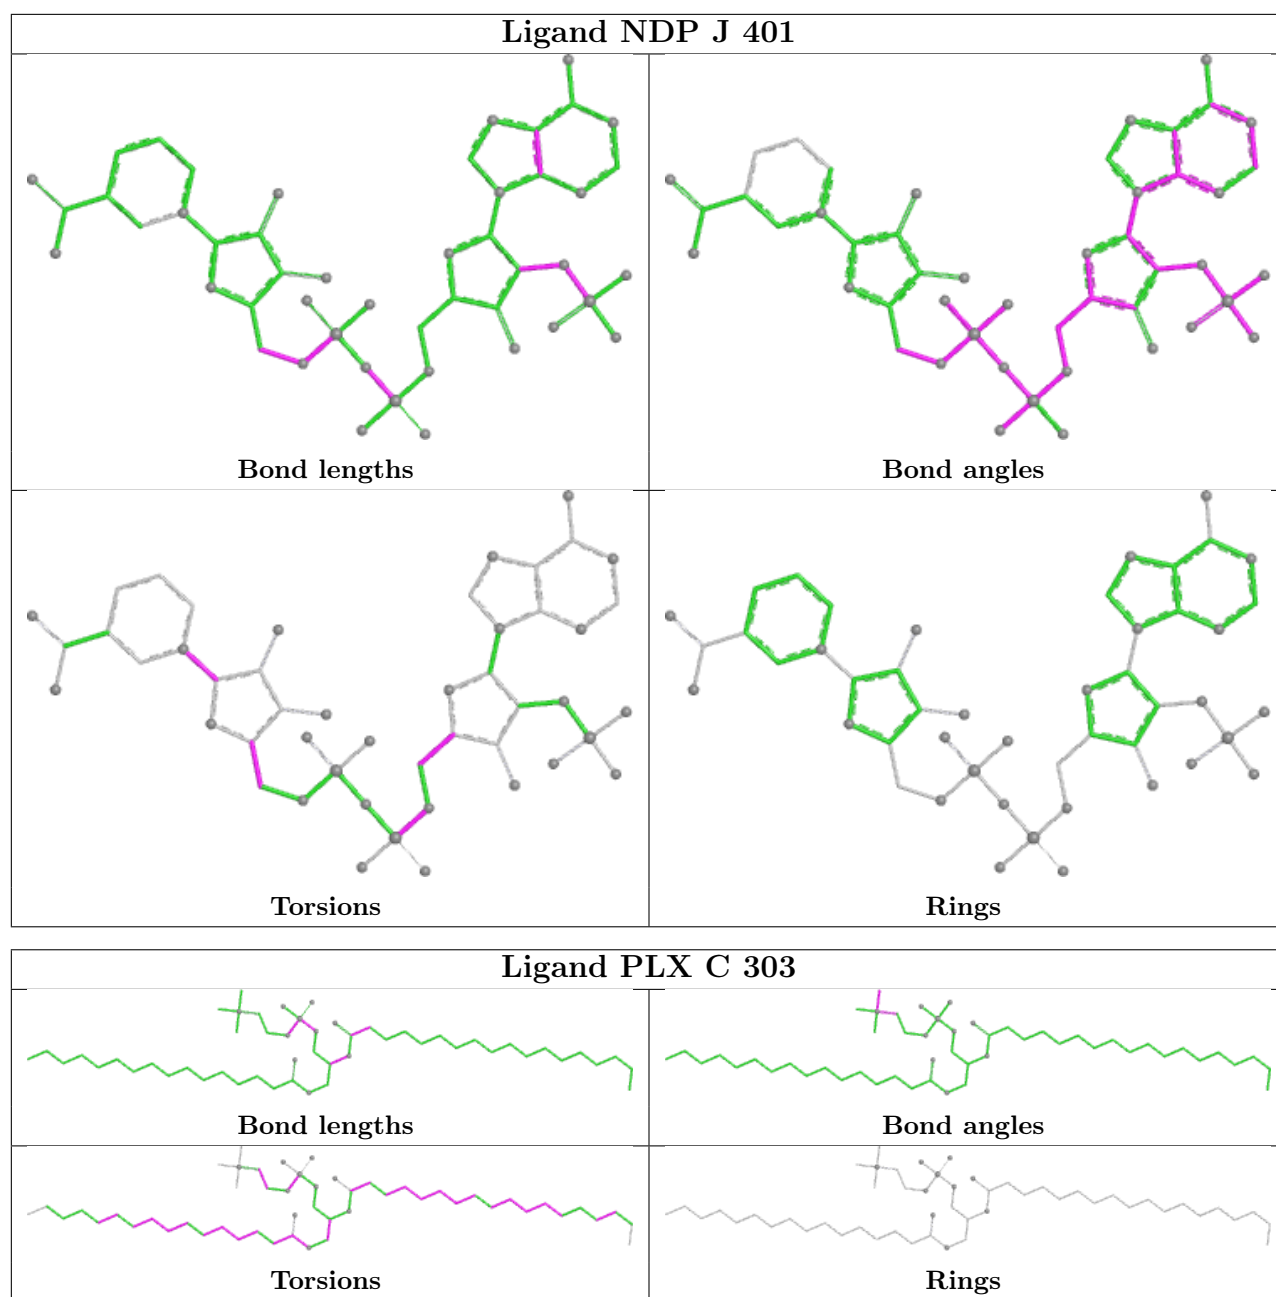 Ligand NDP J 401
Bond lengths
Bond angles
Torsions
Rings
Ligand PLX C 303
Bond lengths
Bond angles
Torsions
Rings